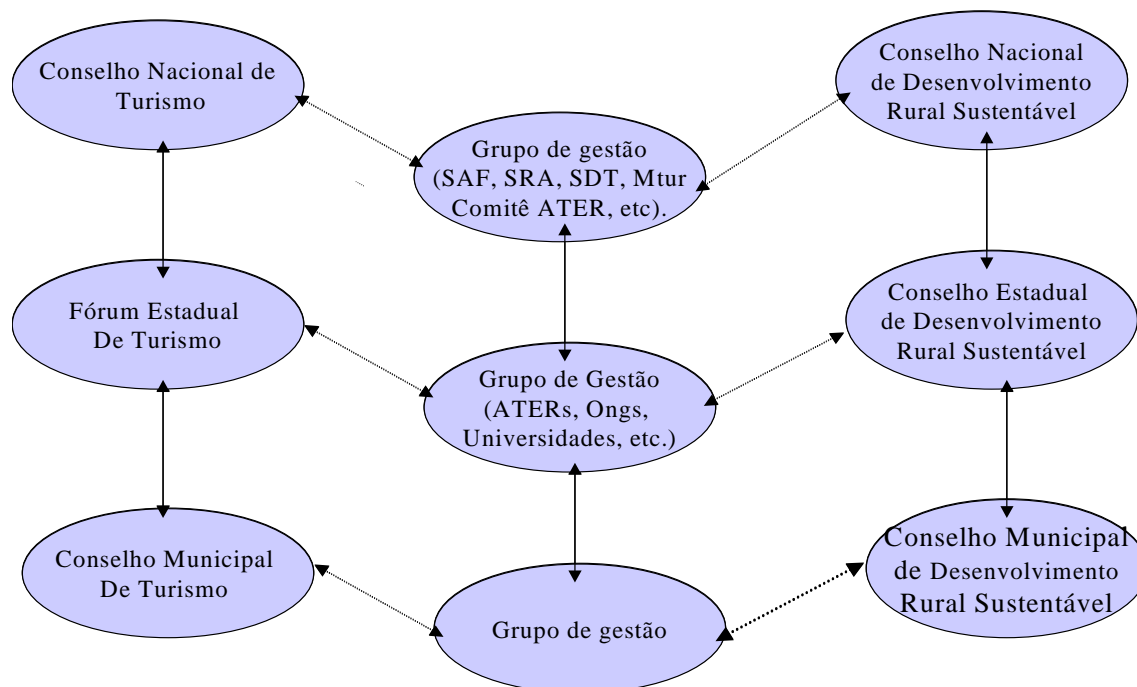 Conselho Nacional de
Turismo
Conselho Nacional
de Desenvolvimento
Rural Sustentável
Grupo de gestão
(SAF, SRA, SDT, Mtur
Comitê ATER, etc).
Fórum Estadual
De Turismo
Conselho Estadual
de Desenvolvimento
Rural Sustentável
Grupo de Gestão
(ATERs, Ongs,
Universidades, etc.)
Conselho Municipal
De Turismo
Conselho Municipal
de Desenvolvimento
Rural Sustentável
Grupo de gestão